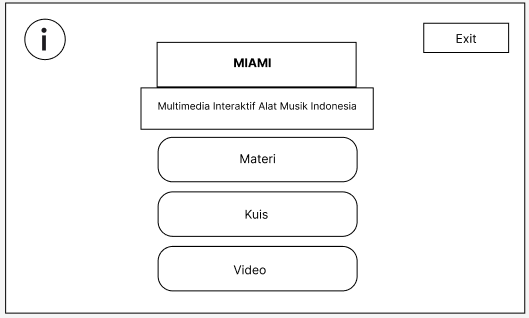 i
Exit
MIAMI
Multimedia Interaktif Alat Musik Indonesia
Materi
Kuis
Video